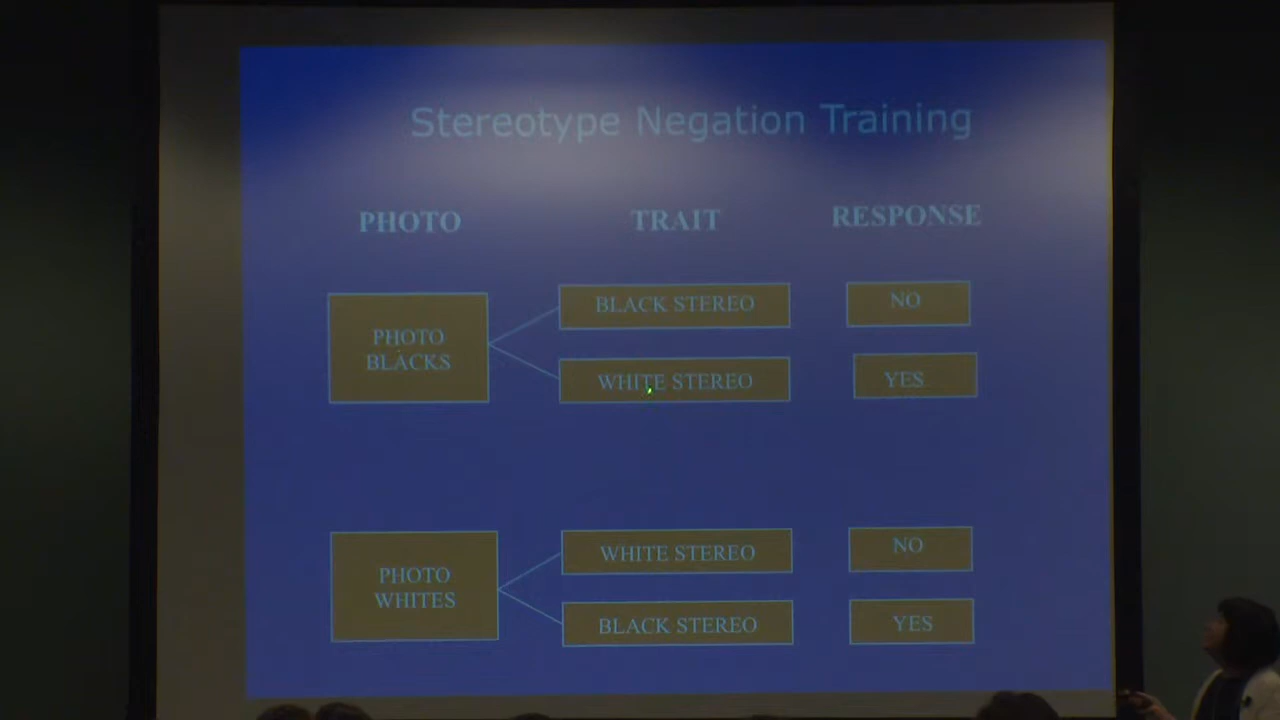 Stereotype Negation Training
PHOTO TRAIT RESPONSE
PHOTO BLACKS
BLACK STEREO NO
WHITE STEREO YES
PHOTO WHITES
WHITE STEREO NO
BLACK STEREO YES